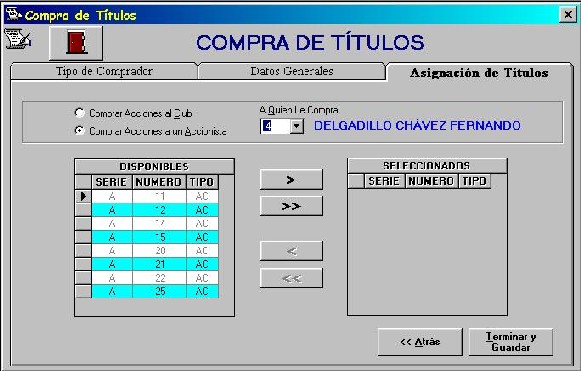 Compra de Títulos
COMPRA DE TÍTULOS
Tipo de Comprador
Datos Generales
Asignación de Títulos
Comprar Acciones al Club
Comprar Acciones a un Accionista
A Quien Le Compra
4
DELGADILLO CHÁVEZ FERNANDO
DISPONIBLES
SERIE NUMERO TIPO
A 11 AC
A 12 AC
A 14 AC
A 15 AC
A 20 AC
A 21 AC
A 22 AC
A 25 AC
>
>>
<
<<
SELECCIONADOS
SERIE NUMERO TIPO
<< Atrás
Terminar y
Guardar